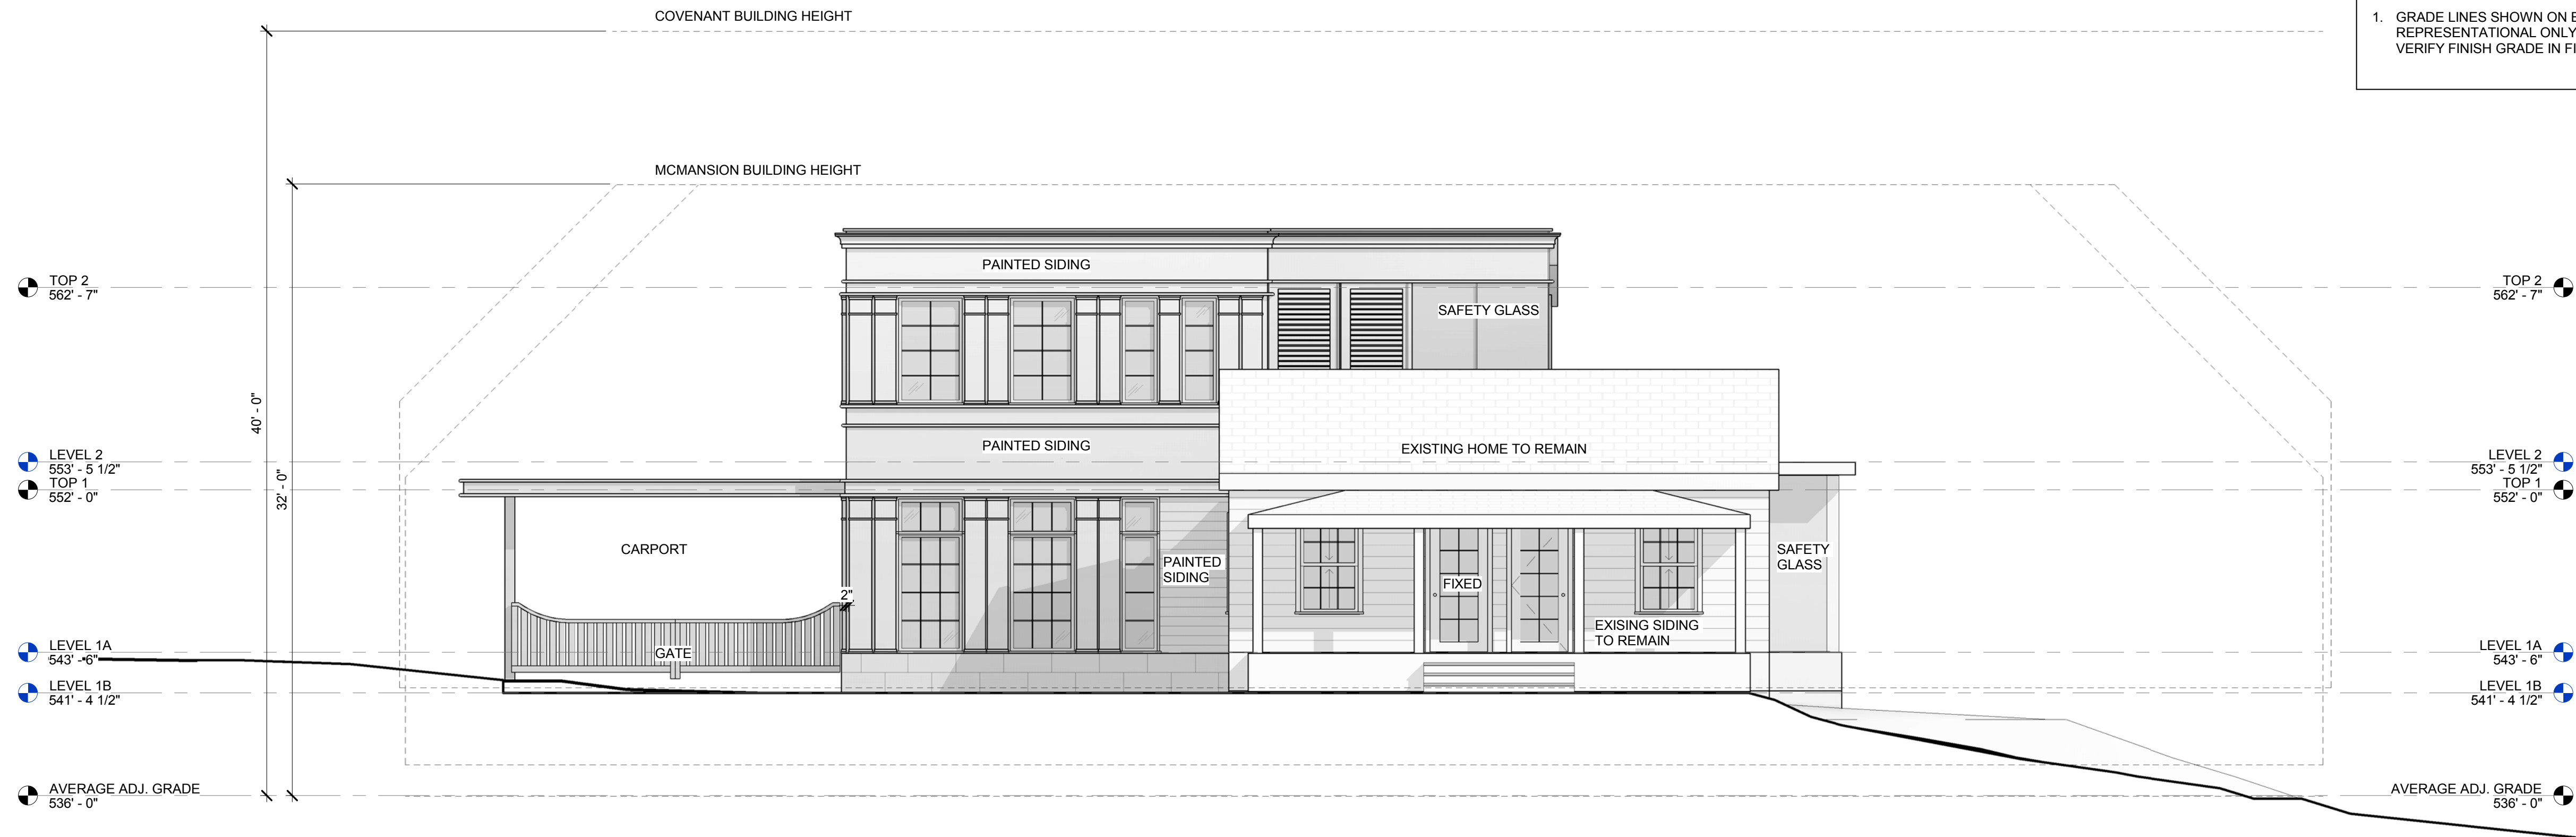 COVENANT BUILDING HEIGHT
1. GRADE LINES SHOWN ON
REPRESENTATIONAL ONLY
VERIFY FINISH GRADE IN
MCMANSION BUILDING HEIGHT
PAINTED SIDING
TOP 2
562' - 7"
SAFETY GLASS
TOP 2
562' - 7"
40' - 0"
32' - 0"
PAINTED SIDING
EXISTING HOME TO REMAIN
LEVEL 2
553' - 5 1/2"
TOP 1
552' - 0"
LEVEL 2
553' - 5 1/2"
TOP 1
552' - 0"
CARPORT
PAINTED
SIDING
SAFETY
GLASS
FIXED
2"
EXISING SIDING
TO REMAIN
GATE
LEVEL 1A
543' - 6"
LEVEL 1B
541' - 4 1/2"
LEVEL 1A
543' - 6"
LEVEL 1B
541' - 4 1/2"
AVERAGE ADJ. GRADE
536' - 0"
AVERAGE ADJ. GRADE
536' - 0"